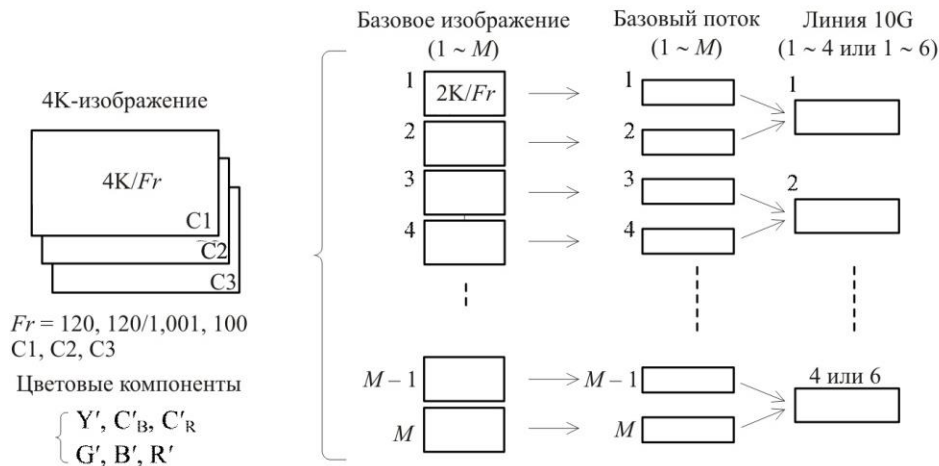 Базовое изображение
(1 ~ M)
Базовый поток
(1 ~ M)
Линия 10G
(1 ~ 4 или 1 ~ 6)
4K-изображение
4K/Fr
C1
C2
C3
Fr = 120, 120/1,001, 100
C1, C2, C3
Цветовые компоненты
Y′, C′B, C′R
G′, B′, R′
1
2K/Fr
2
3
4
M – 1
M
1
2
3
4
M – 1
M
1
2
4 или 6